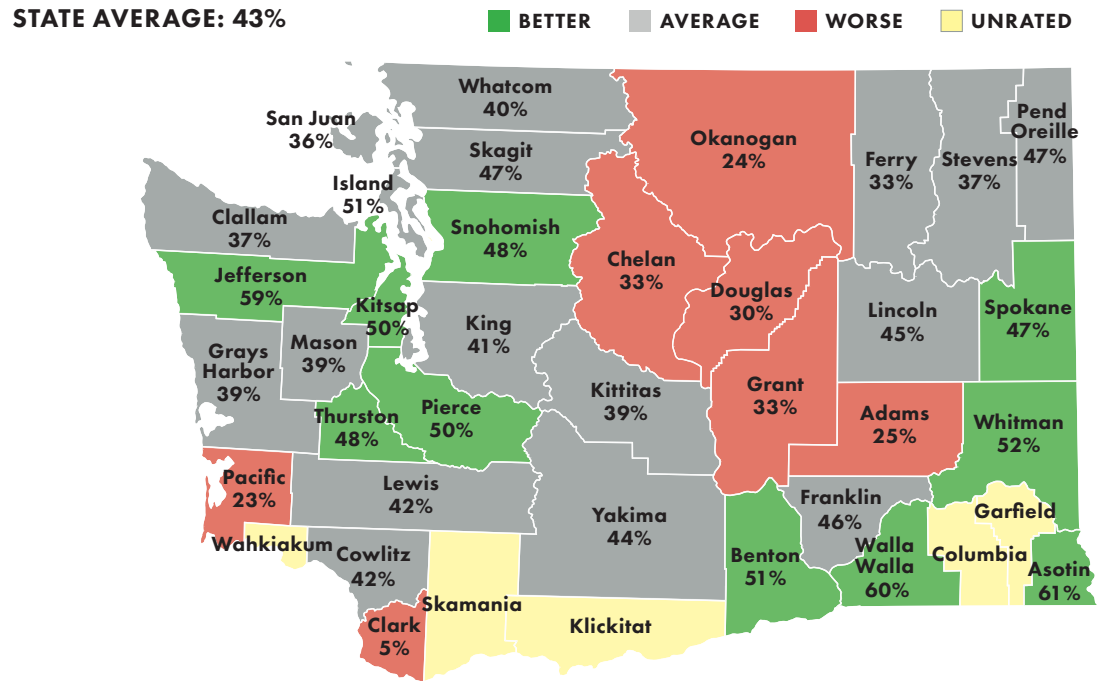 STATE AVERAGE: 43%
BETTER
AVERAGE
WORSE
UNRATED
Whatcom
40%
San Juan
36%
Skagit
47%
Island
51%
Okanogan
24%
Ferry
33%
Stevens
37%
Pend
Oreille
47%
Clallam
37%
Snohomish
48%
Jefferson
59%
Chelan
33%
Douglas
30%
Kitsap
50%
King
41%
Lincoln
45%
Spokane
47%
Grays
Harbor
39%
Mason
39%
Kittitas
39%
Grant
33%
Thurston
48%
Pierce
50%
Adams
25%
Whitman
52%
Pacific
23%
Lewis
42%
Yakima
44%
Franklin
46%
Garfield
Wahkiakum
Cowlitz
42%
Benton
51%
Walla
Walla
60%
Columbia
Asotin
61%
Skamania
Clark
5%
Klickitat